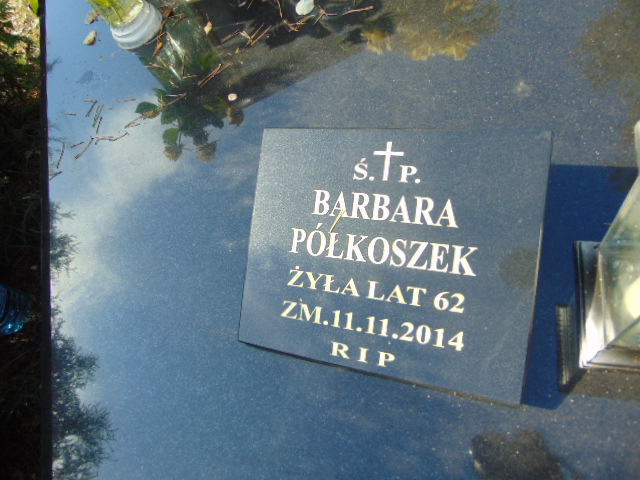 Ś.†P.
BARBARA
PÓŁKOSZEK
ŻYŁA LAT 62
ZM.11.11.2014
RIP